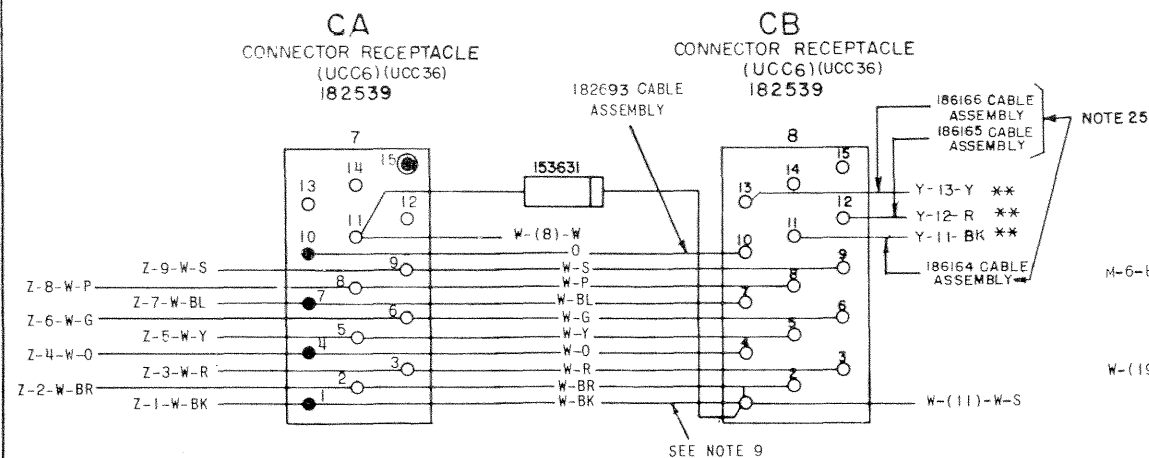 CA
CONNECTOR RECEPTACLE
(UCC6)(UCC36)
182539
7
15
14
13
12
11
10
9
8
7
6
5
4
3
2
1
Z-9-W-S
Z-8-W-P
Z-7-W-BL
Z-6-W-G
Z-5-W-Y
Z-4-W-O
Z-3-W-R
Z-2-W-BR
Z-1-W-BK
182693 CABLE
ASSEMBLY
153631
W-(8)-W
O
W-S
W-P
W-BL
W-G
W-Y
W-O
W-R
W-BR
W-BK
SEE NOTE 9
CB
CONNECTOR RECEPTACLE
(UCC6)(UCC36)
182539
8
15
14
13
12
11
10
9
8
7
6
5
4
3
2
186166 CABLE
ASSEMBLY
186165 CABLE
ASSEMBLY
NOTE 25
Y-13-Y **
Y-12-R **
Y-11-BK **
186164 CABLE
ASSEMBLY
W-(11)-W-S